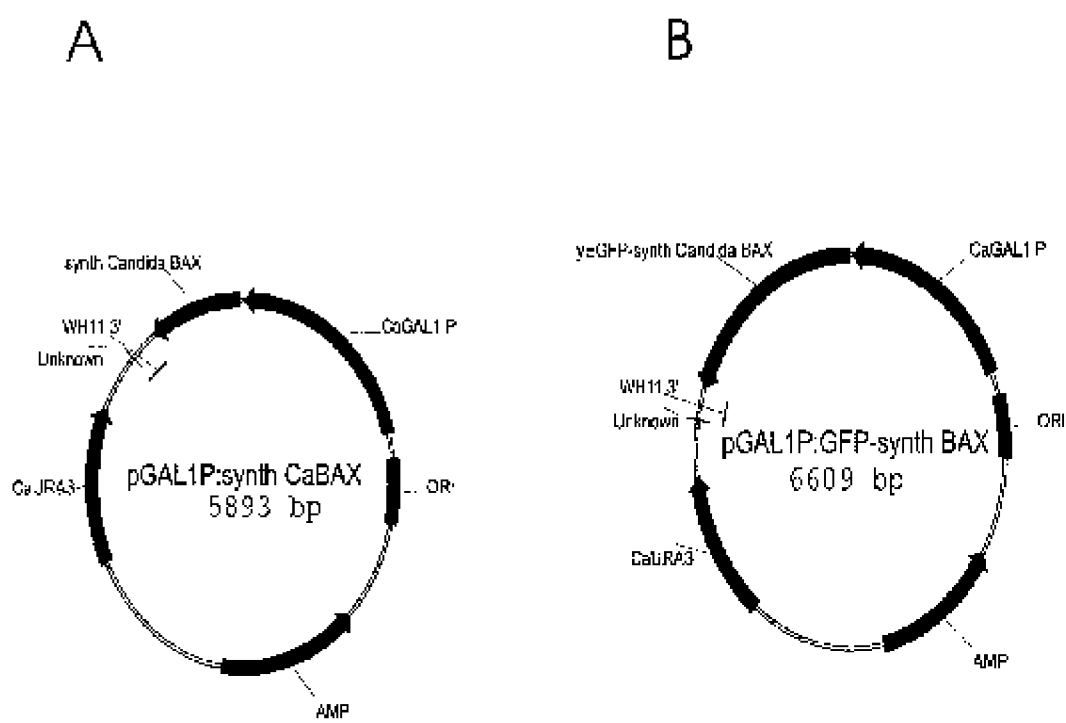 A
B
synth Candida BAX
WH11 3'
Unknown
CaGAL1 P
pGAL1P:synth CaBAX
5893 bp
CaURA3
ORI
AMP
yEGFP-synth Candida BAX
CaGAL1 P
WH11 3'
Unknown
pGAL1P:GFP-synth BAX
6609 bp
ORI
CaURA3
AMP